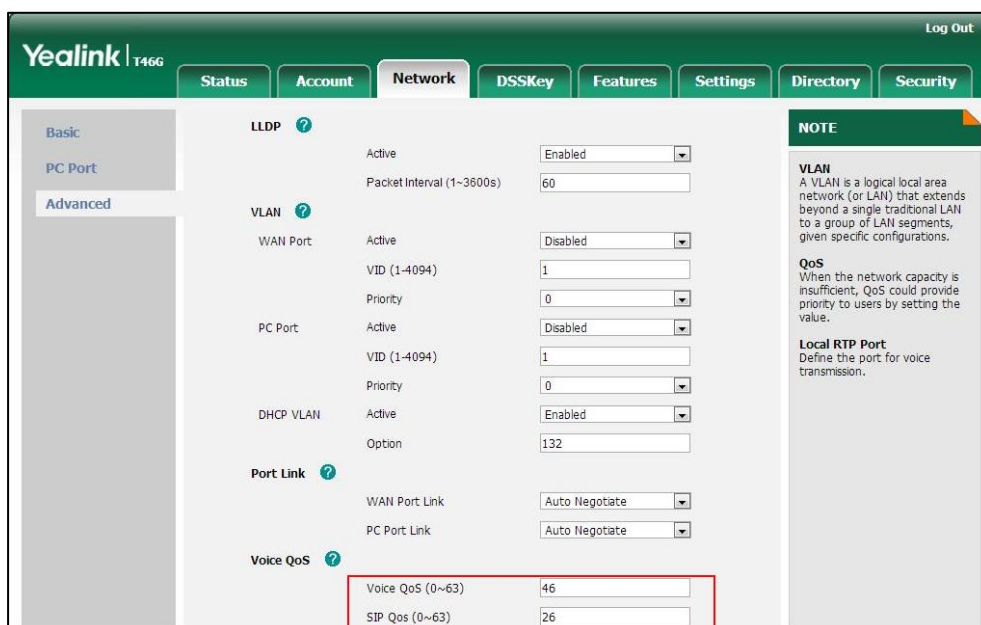 Log Out
Yealink | T46G
Status Account Network DSSKey Features Settings Directory Security
Basic
PC Port
Advanced
LLDP ?
Active Enabled
Packet Interval (1~3600s) 60
VLAN ?
WAN Port Active Disabled
VID (1-4094) 1
Priority 0
PC Port Active Disabled
VID (1-4094) 1
Priority 0
DHCP VLAN Active Enabled
Option 132
Port Link ?
WAN Port Link Auto Negotiate
PC Port Link Auto Negotiate
Voice QoS ?
Voice QoS (0~63) 46
SIP Qos (0~63) 26
NOTE
VLAN
A VLAN is a logical local area
network (or LAN) that extends
beyond a single traditional LAN
to a group of LAN segments,
given specific configurations.
QoS
When the network capacity is
insufficient, QoS could provide
priority to users by setting the
value.
Local RTP Port
Define the port for voice
transmission.